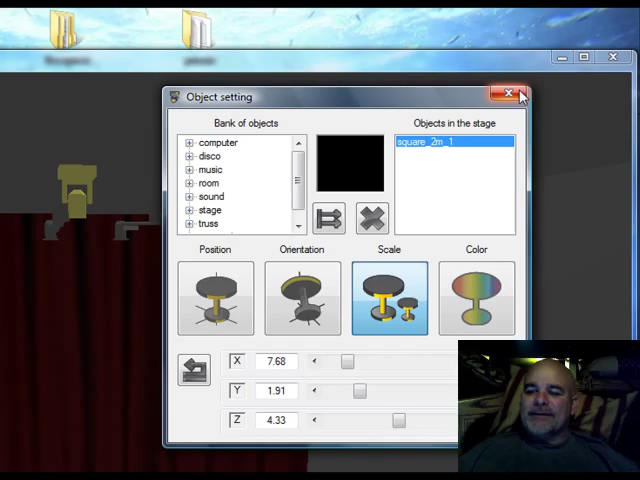 Object setting
Bank of objects
Objects in the stage
computer
disco
music
room
sound
stage
truss
square_2m_1
Position
Orientation
Scale
Color
X 7.68
Y 1.91
Z 4.33